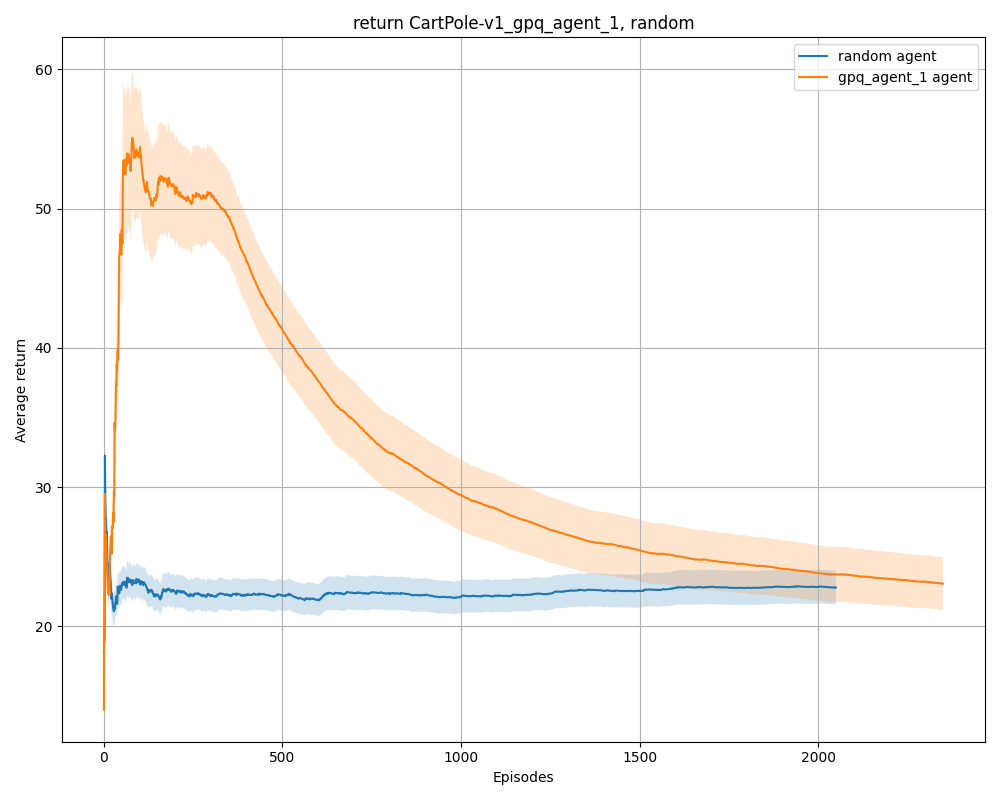 return CartPole-v1_gpq_agent_1, random
random agent
gpq_agent_1 agent
60
50
40
30
20
Average return
0
500
1000
1500
2000
Episodes